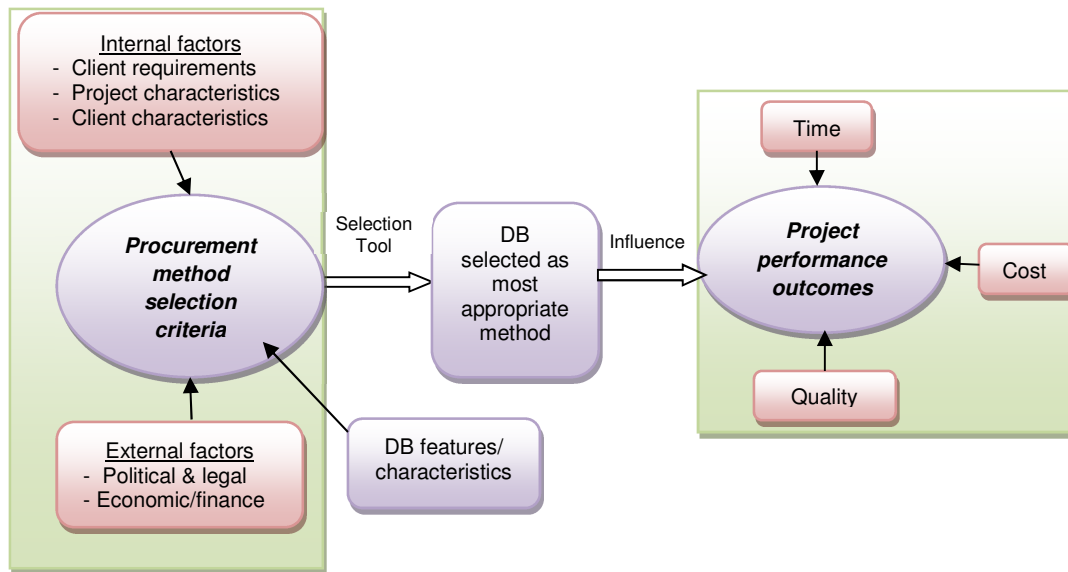 Internal factors
- Client requirements
- Project characteristics
- Client characteristics
Procurement
method
selection
criteria
External factors
- Political & legal
- Economic/finance
DB features/
characteristics
Selection
Tool
DB
selected as
most
appropriate
method
Influence
Time
Project
performance
outcomes
Cost
Quality